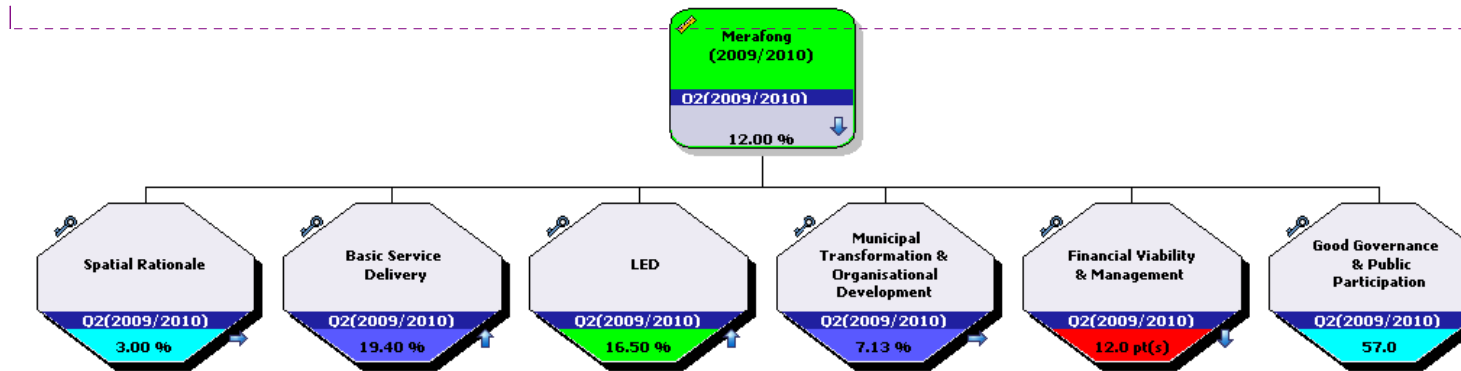 Merafong
(2009/2010)
Q2(2009/2010)
12.00 %
Spatial Rationale
Q2(2009/2010)
3.00 %
Basic Service
Delivery
Q2(2009/2010)
19.40 %
LED
Q2(2009/2010)
16.50 %
Municipal
Transformation &
Organisational
Development
Q2(2009/2010)
7.13 %
Financial Viability
& Management
Q2(2009/2010)
12.0 pt(s)
Good Governance
& Public
Participation
Q2(2009/2010)
57.0